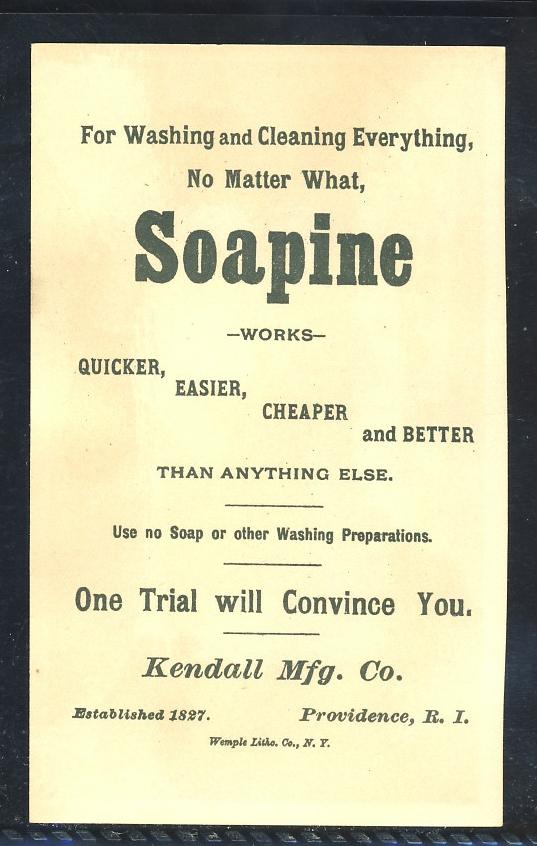 For Washing and Cleaning Everything,
No Matter What,
Soapine
—WORKS—
QUICKER,
EASIER,
CHEAPER
and BETTER
THAN ANYTHING ELSE.
Use no Soap or other Washing Preparations.
One Trial will Convince You.
Kendall Mfg. Co.
Established 1827. Providence, R. I.
Wemple Litho. Co., N. Y.